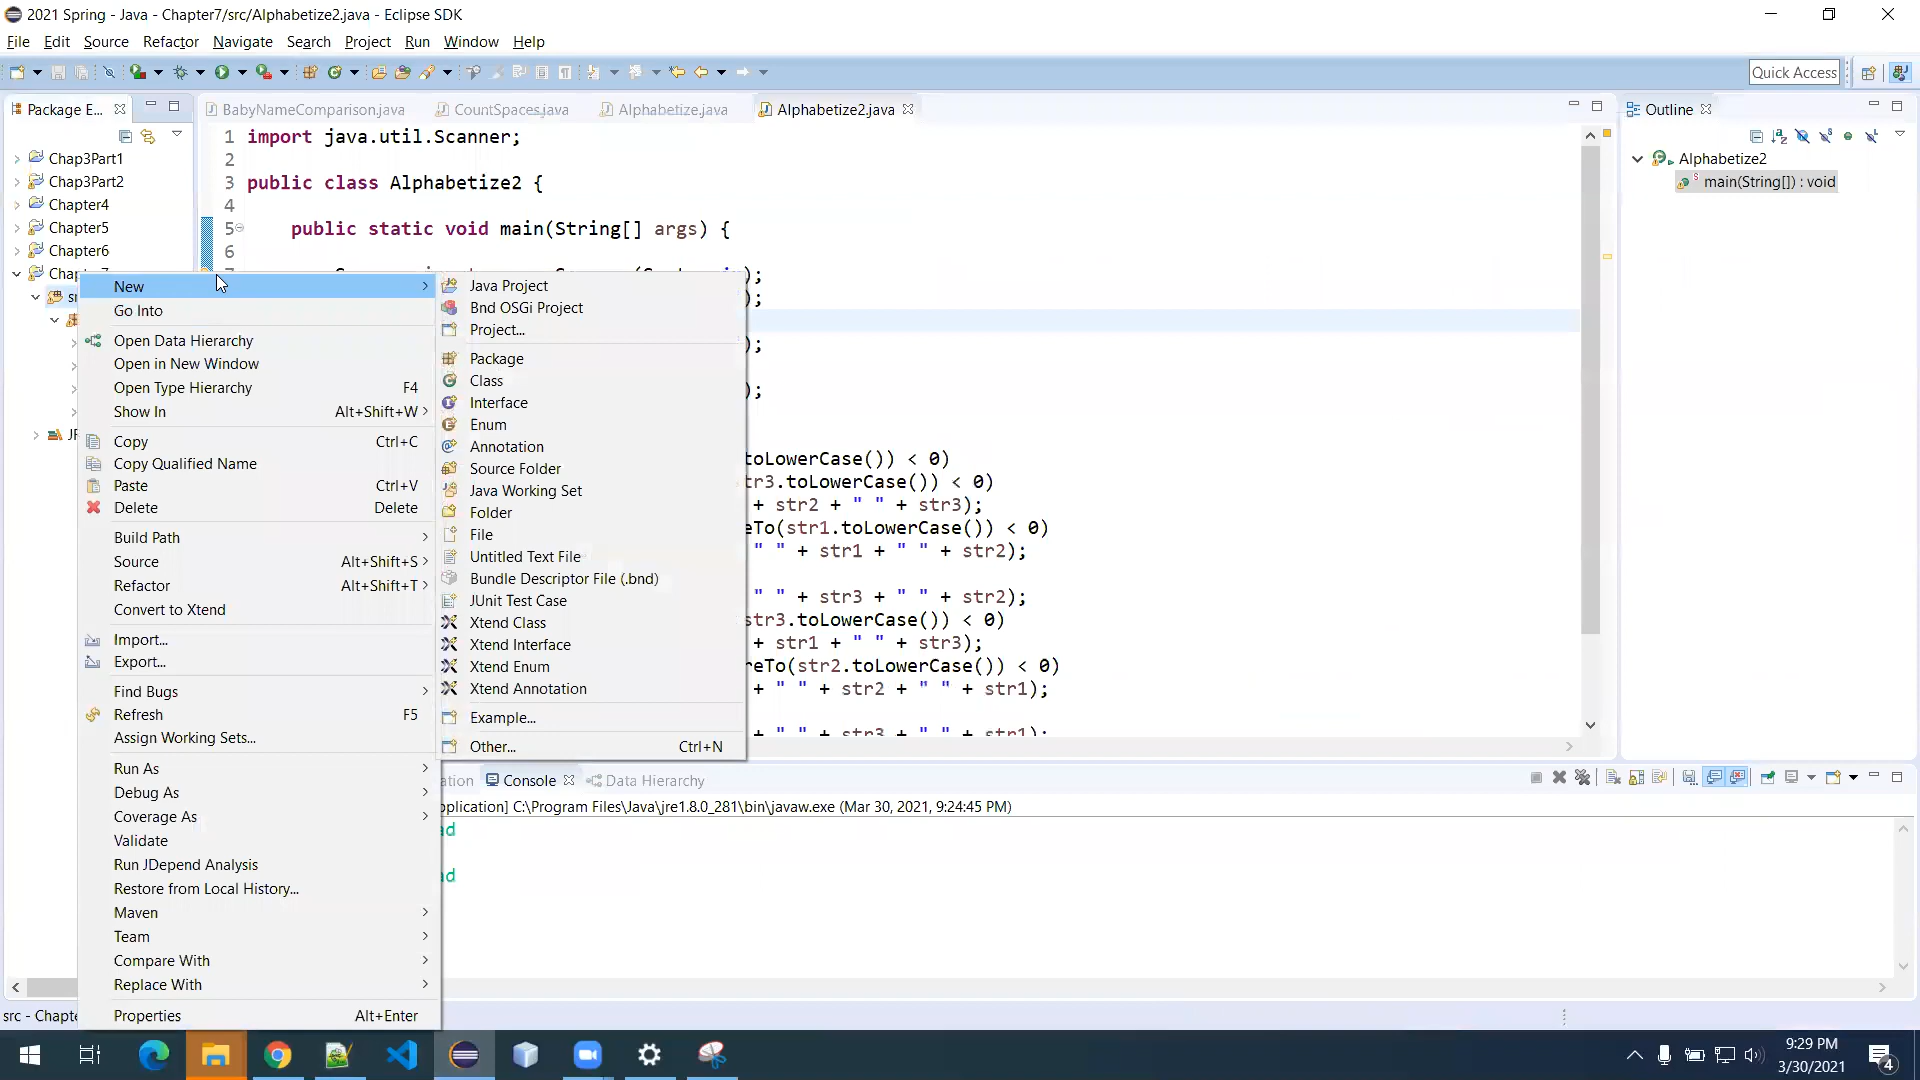 2021 Spring - Java - Chapter7/src/Alphabetize2.java - Eclipse SDK
File Edit Source Refactor Navigate Search Project Run Window Help
Quick Access
Package E...
BabyNameComparison.java CountSpaces.java Alphabetize.java Alphabetize2.java
Outline
Chap3Part1
Chap3Part2
Chapter4
Chapter5
Chapter6
1 import java.util.Scanner;
2
3 public class Alphabetize2 {
4
5 public static void main(String[] args) {
6
);
);
);
);
toLowerCase()) < 0)
tr3.toLowerCase()) < 0)
+ str2 + " " + str3);
eTo(str1.toLowerCase()) < 0)
" " + str1 + " " + str2);
" " + str3 + " " + str2);
str3.toLowerCase()) < 0)
+ str1 + " " + str3);
reTo(str2.toLowerCase()) < 0)
+ " " + str2 + " " + str1);
+ " " + str3 + " " + str1);
Alphabetize2
main(String[]) : void
New
Go Into
Open Data Hierarchy
Open in New Window
Open Type Hierarchy F4
Show In Alt+Shift+W
Copy Ctrl+C
Copy Qualified Name
Paste Ctrl+V
Delete Delete
Build Path
Source Alt+Shift+S
Refactor Alt+Shift+T
Convert to Xtend
Import...
Export...
Find Bugs
Refresh F5
Assign Working Sets...
Run As
Debug As
Coverage As
Validate
Run JDepend Analysis
Restore from Local History...
Maven
Team
Compare With
Replace With
Properties Alt+Enter
Java Project
Bnd OSGi Project
Project...
Package
Class
Interface
Enum
Annotation
Source Folder
Java Working Set
Folder
File
Untitled Text File
Bundle Descriptor File (.bnd)
JUnit Test Case
Xtend Class
Xtend Interface
Xtend Enum
Xtend Annotation
Example...
Other... Ctrl+N
ation Console Data Hierarchy
pplication] C:\Program Files\Java\jre1.8.0_281\bin\javaw.exe (Mar 30, 2021, 9:24:45 PM)
ad
ad
src - Chapte
9:29 PM
3/30/2021
4